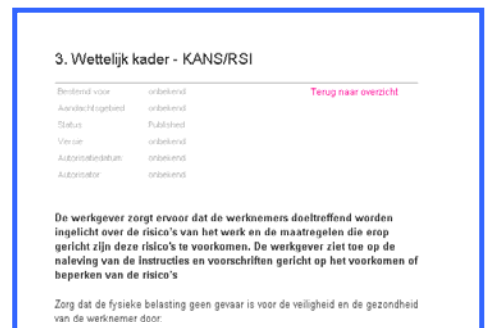 3. Wettelijk kader - KANS/RSI
Bestemd voor onbekend Terug naar overzicht
Aandachtsgebied onbekend
Status Published
Versie onbekend
Autorisatiedatum onbekend
Autorisator onbekend
De werkgever zorgt ervoor dat de werknemers doeltreffend worden
ingelicht over de risico's van het werk en de maatregelen die erop
gericht zijn deze risico's te voorkomen. De werkgever ziet toe op de
naleving van de instructies en voorschriften gericht op het voorkomen of
beperken van de risico's
Zorg dat de fysieke belasting geen gevaar is voor de veiligheid en de gezondheid
van de werknemer door: